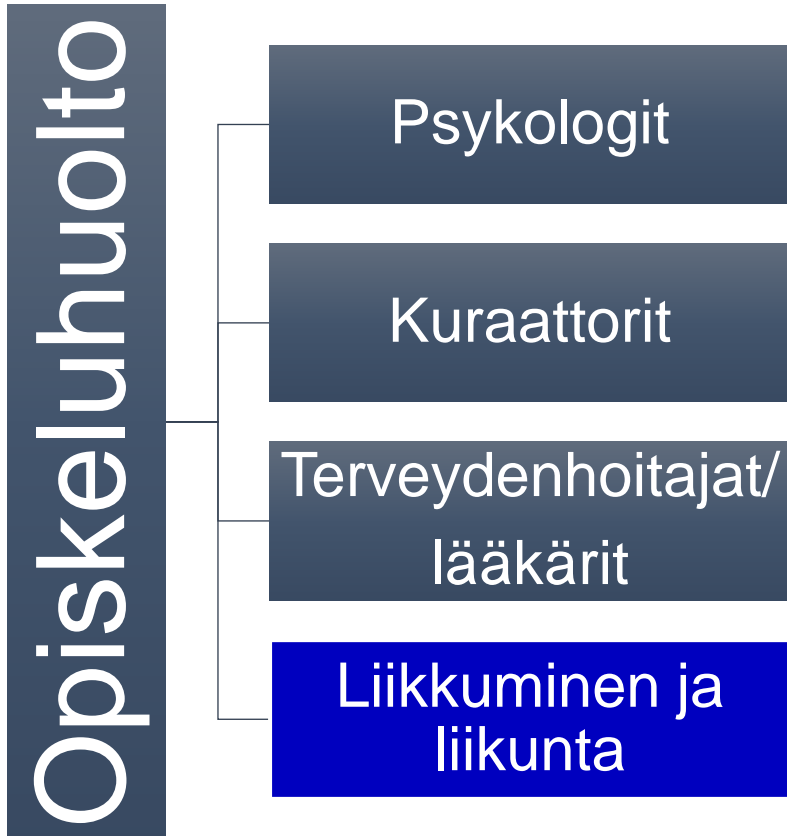 Opiskeluhuolto
Psykologit
Kuraattorit
Terveydenhoitajat/
lääkärit
Liikkuminen ja
liikunta